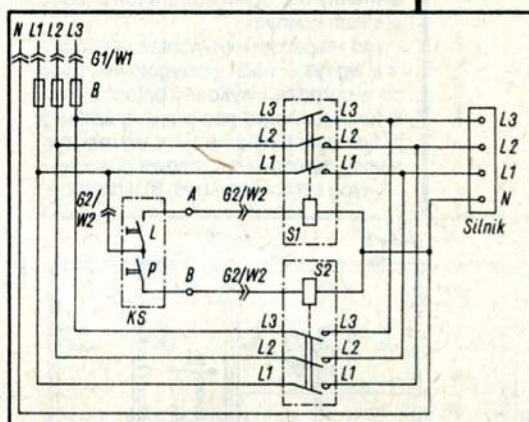 N L1 L2 L3
G1/W1
B
L3 L3 L3
L2 L2 L2
L1 L1 L1
N
Silnik
G2/
W2
A G2/W2
L
S1
P
B G2/W2
S2
KS
L3 L3
L2 L2
L1 L1